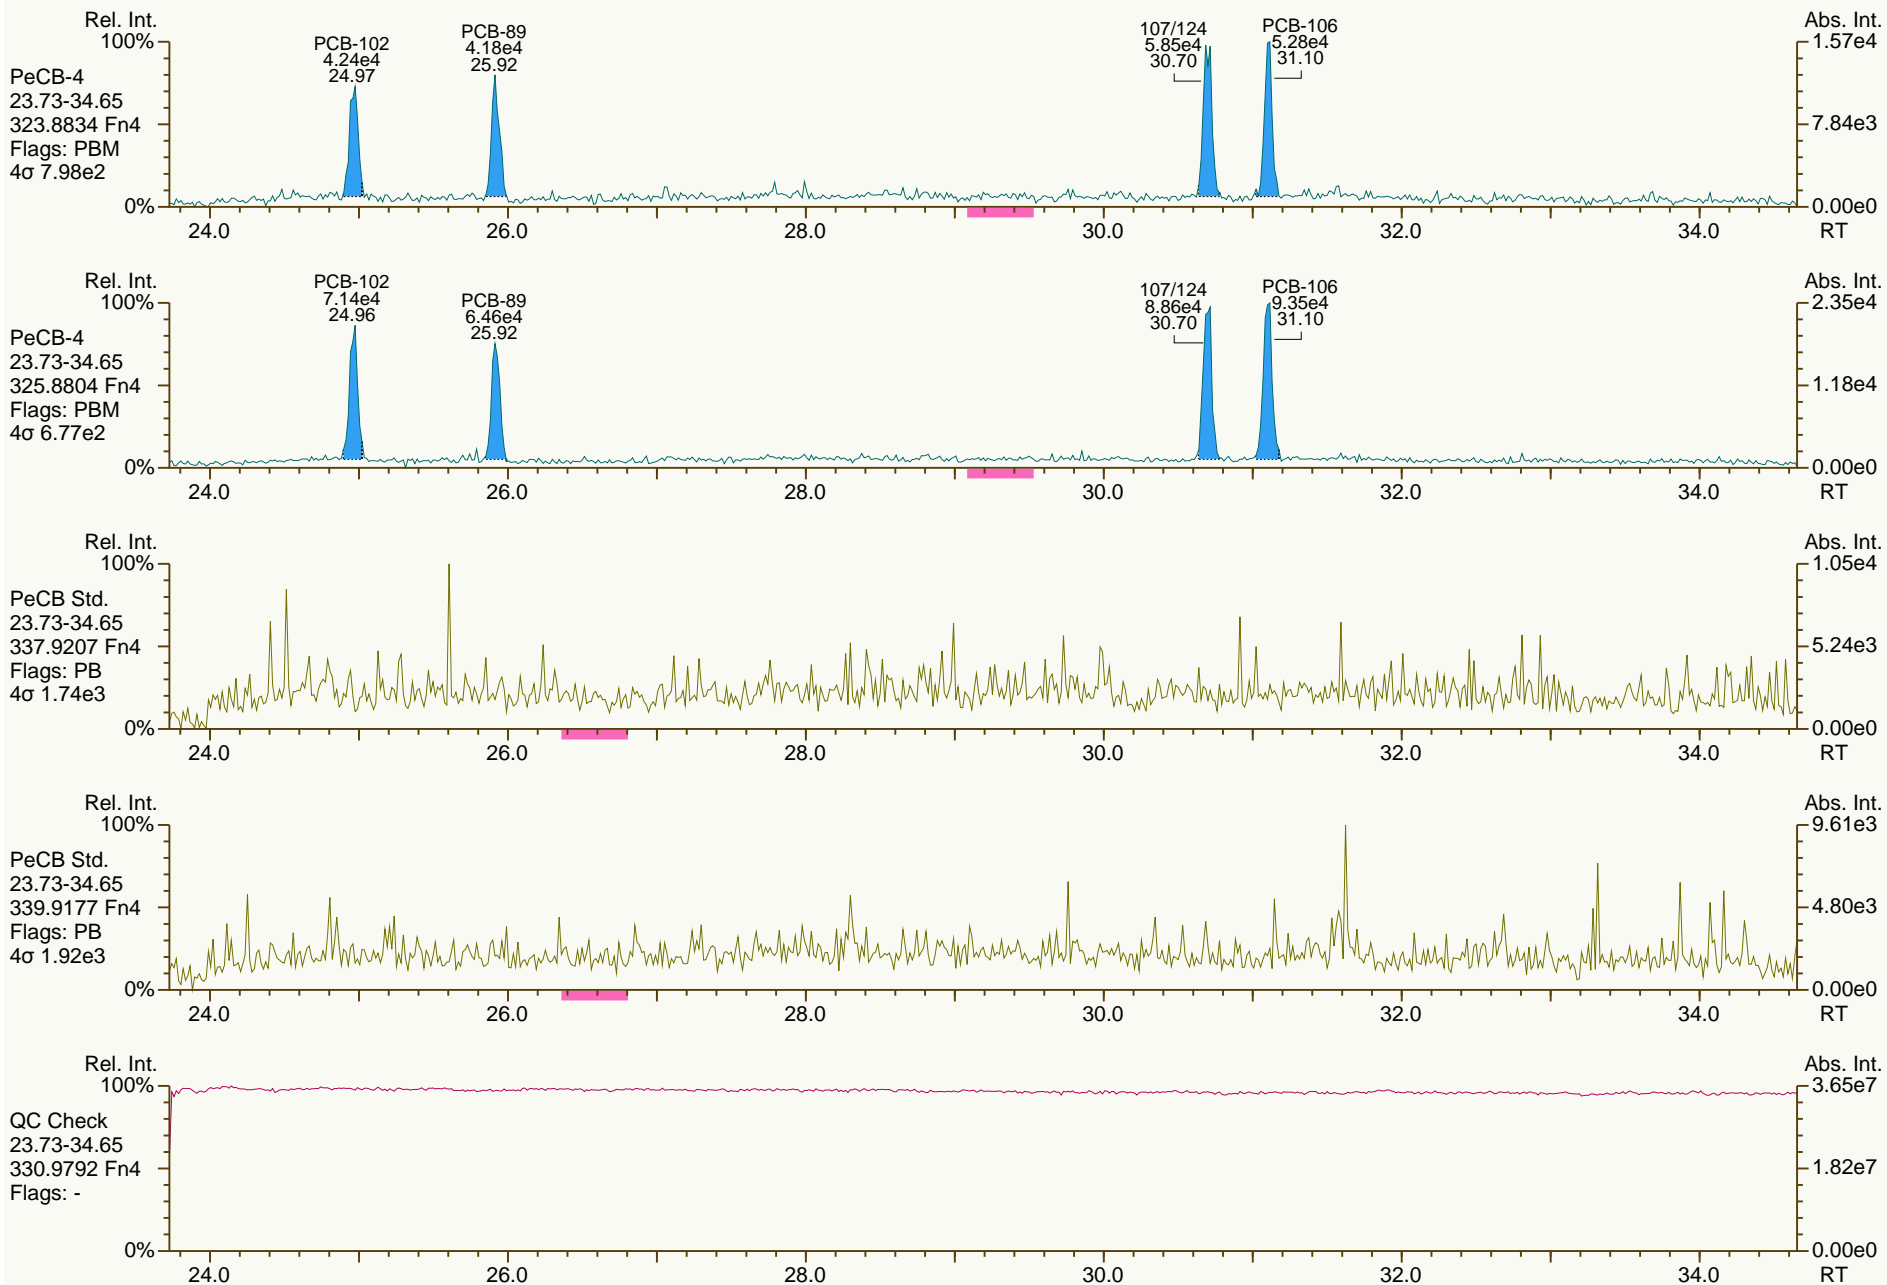 Rel. Int.
Abs. Int.
100%
1.57e4
PCB-102
4.24e4
24.97
PCB-89
4.18e4
25.92
107/124
5.85e4
30.70
PCB-106
5.28e4
31.10
PeCB-4
23.73-34.65
323.8834 Fn4
Flags: PBM
4σ 7.98e2
7.84e3
0%
0.00e0
24.0 26.0 28.0 30.0 32.0 34.0 RT
Rel. Int.
Abs. Int.
100%
2.35e4
PCB-102
7.14e4
24.96
PCB-89
6.46e4
25.92
107/124
8.86e4
30.70
PCB-106
9.35e4
31.10
PeCB-4
23.73-34.65
325.8804 Fn4
Flags: PBM
4σ 6.77e2
1.18e4
0%
0.00e0
24.0 26.0 28.0 30.0 32.0 34.0 RT
Rel. Int.
Abs. Int.
100%
1.05e4
PeCB Std.
23.73-34.65
337.9207 Fn4
Flags: PB
4σ 1.74e3
5.24e3
0%
0.00e0
24.0 26.0 28.0 30.0 32.0 34.0 RT
Rel. Int.
Abs. Int.
100%
9.61e3
PeCB Std.
23.73-34.65
339.9177 Fn4
Flags: PB
4σ 1.92e3
4.80e3
0%
0.00e0
24.0 26.0 28.0 30.0 32.0 34.0 RT
Rel. Int.
Abs. Int.
100%
3.65e7
QC Check
23.73-34.65
330.9792 Fn4
Flags: -
1.82e7
0%
0.00e0
24.0 26.0 28.0 30.0 32.0 34.0 RT